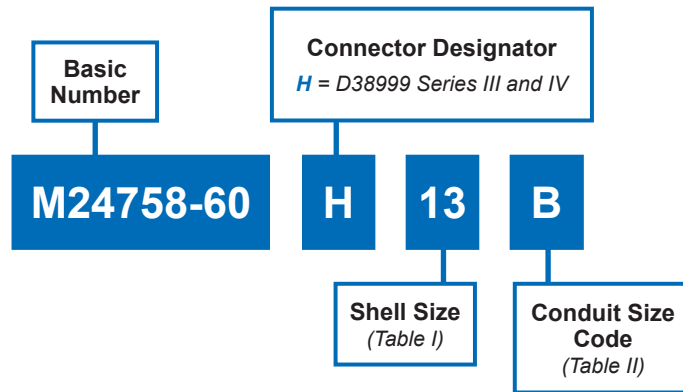 Basic
Number
Connector Designator
H = D38999 Series III and IV
M24758-60 H 13 B
Shell Size
(Table I)
Conduit Size
Code
(Table II)